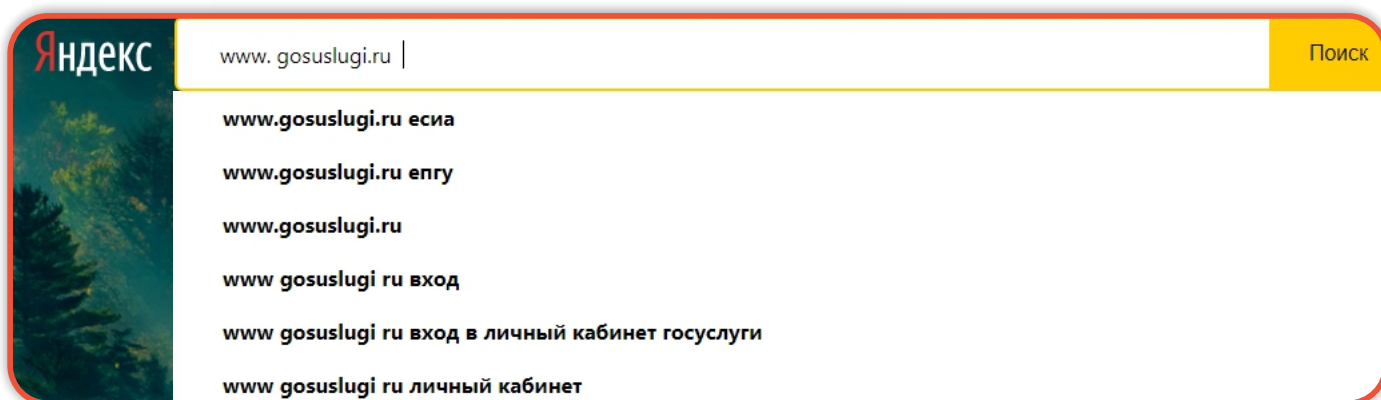 Яндекс
www. gosuslugi.ru
Поиск
www.gosuslugi.ru есиа
www.gosuslugi.ru епгу
www.gosuslugi.ru
www gosuslugi ru вход
www gosuslugi ru вход в личный кабинет госуслуги
www gosuslugi ru личный кабинет